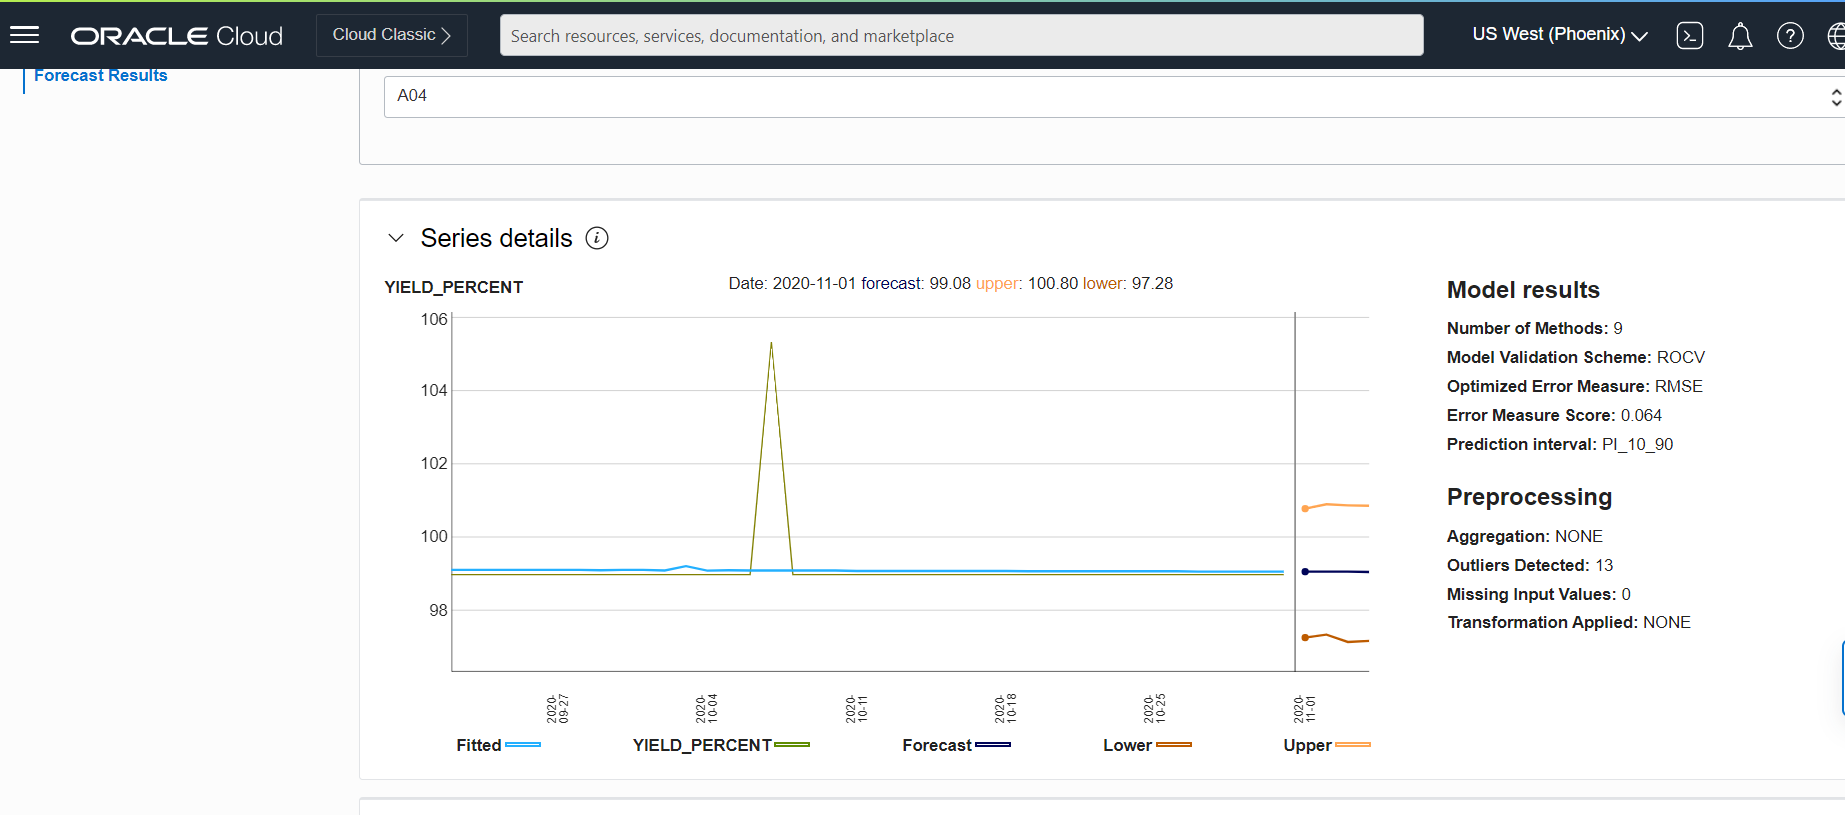 ORACLE Cloud
Cloud Classic
Search resources, services, documentation, and marketplace
US West (Phoenix)
Forecast Results
A04
Series details
YIELD_PERCENT
Date: 2020-11-01 forecast: 99.08 upper: 100.80 lower: 97.28
106
104
102
100
98
2020-
09-27
2020-
10-04
2020-
10-11
2020-
10-18
2020-
10-25
2020-
11-01
Fitted
YIELD_PERCENT
Forecast
Lower
Upper
Model results
Number of Methods: 9
Model Validation Scheme: ROCV
Optimized Error Measure: RMSE
Error Measure Score: 0.064
Prediction interval: PI_10_90
Preprocessing
Aggregation: NONE
Outliers Detected: 13
Missing Input Values: 0
Transformation Applied: NONE